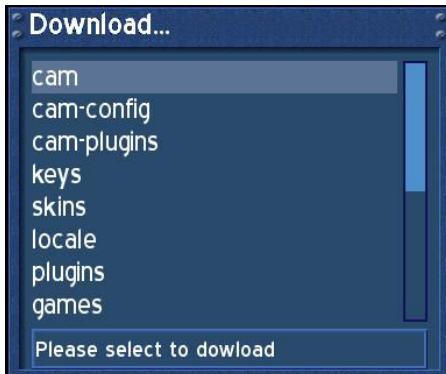 Download...
cam
cam-config
cam-plugins
keys
skins
locale
plugins
games
Please select to dowload